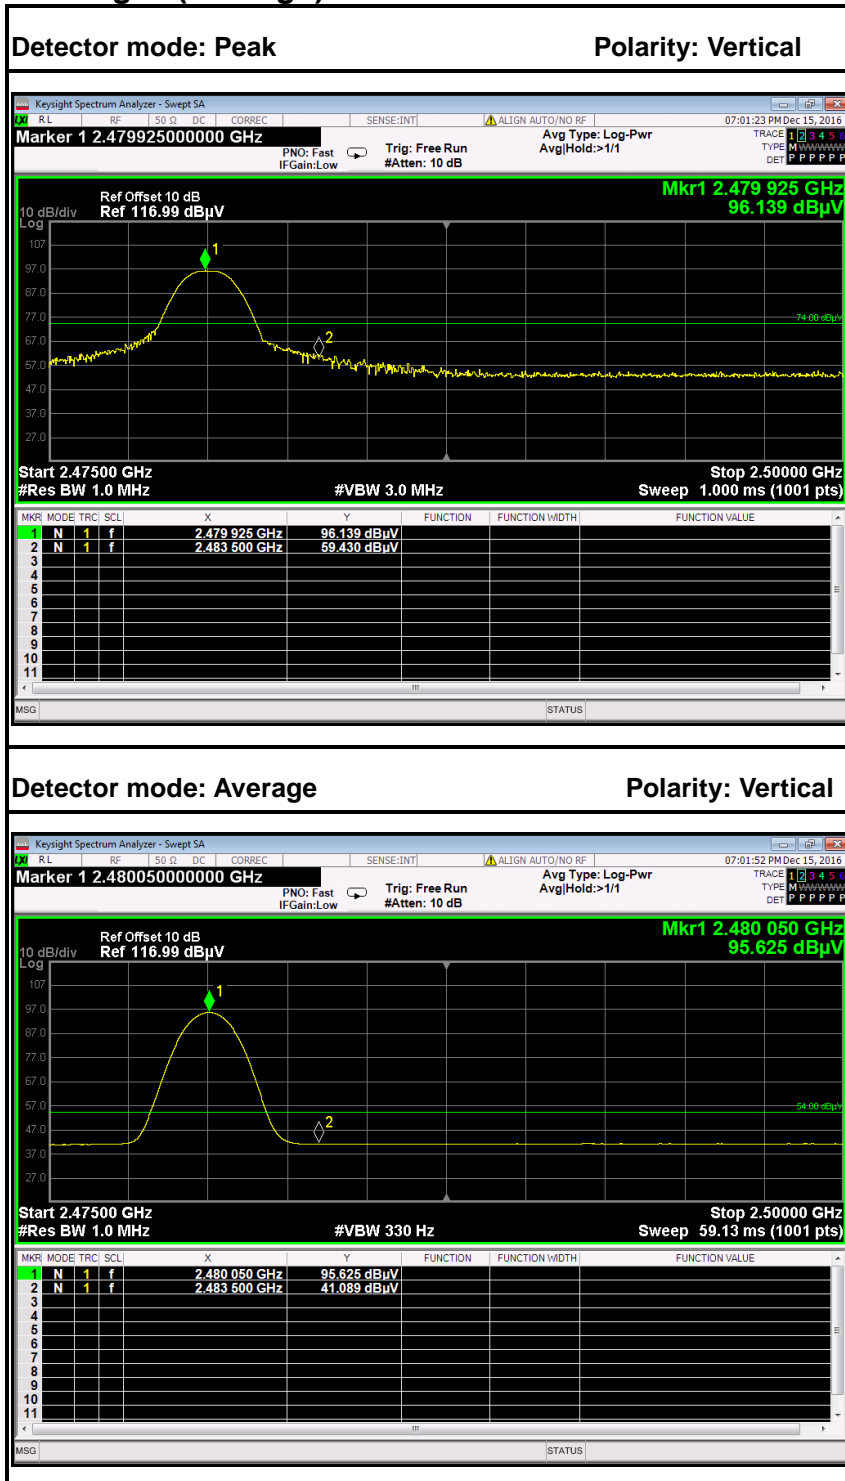 Detector mode: Peak Polarity: Vertical
Keysight Spectrum Analyzer - Swept SA
LXI RL RF 50 Ω DC CORREC SENSE:INT ALIGN AUTO/NO RF 07:01:23 PM Dec 15, 2016
Marker 1 2.479925000000 GHz
PNO: Fast
IFGain:Low
Trig: Free Run
#Atten: 10 dB
Avg Type: Log-Pwr
Avg|Hold:>1/1
TRACE 1 2 3 4 5 6
TYPE M W W W W W
DET P P P P P P
Mkr1 2.479 925 GHz
96.139 dBµV
Ref Offset 10 dB
10 dB/div Ref 116.99 dBµV
Log
107
97.0
87.0
77.0
67.0
57.0
47.0
37.0
27.0
1
2
74.00 dBµV
Start 2.47500 GHz Stop 2.50000 GHz
#Res BW 1.0 MHz #VBW 3.0 MHz Sweep 1.000 ms (1001 pts)
MKR MODE TRC SCL X Y FUNCTION FUNCTION WIDTH FUNCTION VALUE
1 N 1 f 2.479 925 GHz 96.139 dBµV
2 N 1 f 2.483 500 GHz 59.430 dBµV
3
4
5
6
7
8
9
10
11
MSG STATUS
Detector mode: Average Polarity: Vertical
Keysight Spectrum Analyzer - Swept SA
LXI RL RF 50 Ω DC CORREC SENSE:INT ALIGN AUTO/NO RF 07:01:52 PM Dec 15, 2016
Marker 1 2.480050000000 GHz
PNO: Fast
IFGain:Low
Trig: Free Run
#Atten: 10 dB
Avg Type: Log-Pwr
Avg|Hold:>1/1
TRACE 1 2 3 4 5 6
TYPE M W W W W W
DET P P P P P P
Mkr1 2.480 050 GHz
95.625 dBµV
Ref Offset 10 dB
10 dB/div Ref 116.99 dBµV
Log
107
97.0
87.0
77.0
67.0
57.0
47.0
37.0
27.0
1
2
54.00 dBµV
Start 2.47500 GHz Stop 2.50000 GHz
#Res BW 1.0 MHz #VBW 330 Hz Sweep 59.13 ms (1001 pts)
MKR MODE TRC SCL X Y FUNCTION FUNCTION WIDTH FUNCTION VALUE
1 N 1 f 2.480 050 GHz 95.625 dBµV
2 N 1 f 2.483 500 GHz 41.089 dBµV
3
4
5
6
7
8
9
10
11
MSG STATUS